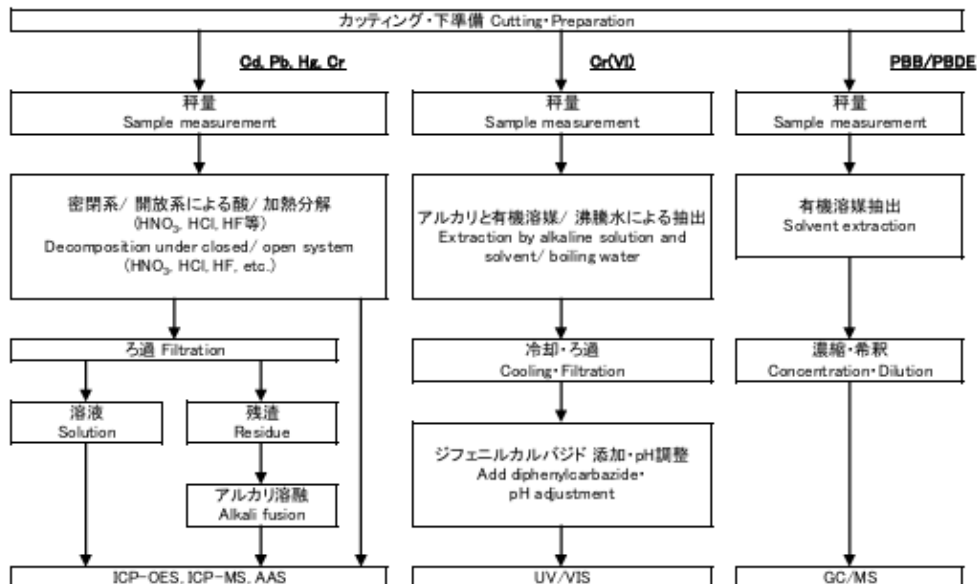 カッティング・下準備 Cutting・Preparation
Cd, Pb, Hg, Cr
Cr(VI)
PBB/PBDE
秤量
Sample measurement
秤量
Sample measurement
秤量
Sample measurement
密閉系/ 開放系による酸/ 加熱分解
(HNO₃, HCl, HF等)
Decomposition under closed/ open system
(HNO₃, HCl, HF, etc.)
アルカリと有機溶媒/ 沸騰水による抽出
Extraction by alkaline solution and
solvent/ boiling water
有機溶媒抽出
Solvent extraction
ろ過 Filtration
冷却・ろ過
Cooling・Filtration
濃縮・希釈
Concentration・Dilution
溶液
Solution
残渣
Residue
ジフェニルカルバジド 添加・pH調整
Add diphenylcarbazide・
pH adjustment
アルカリ溶融
Alkali fusion
ICP-OES, ICP-MS, AAS
UV/VIS
GC/MS